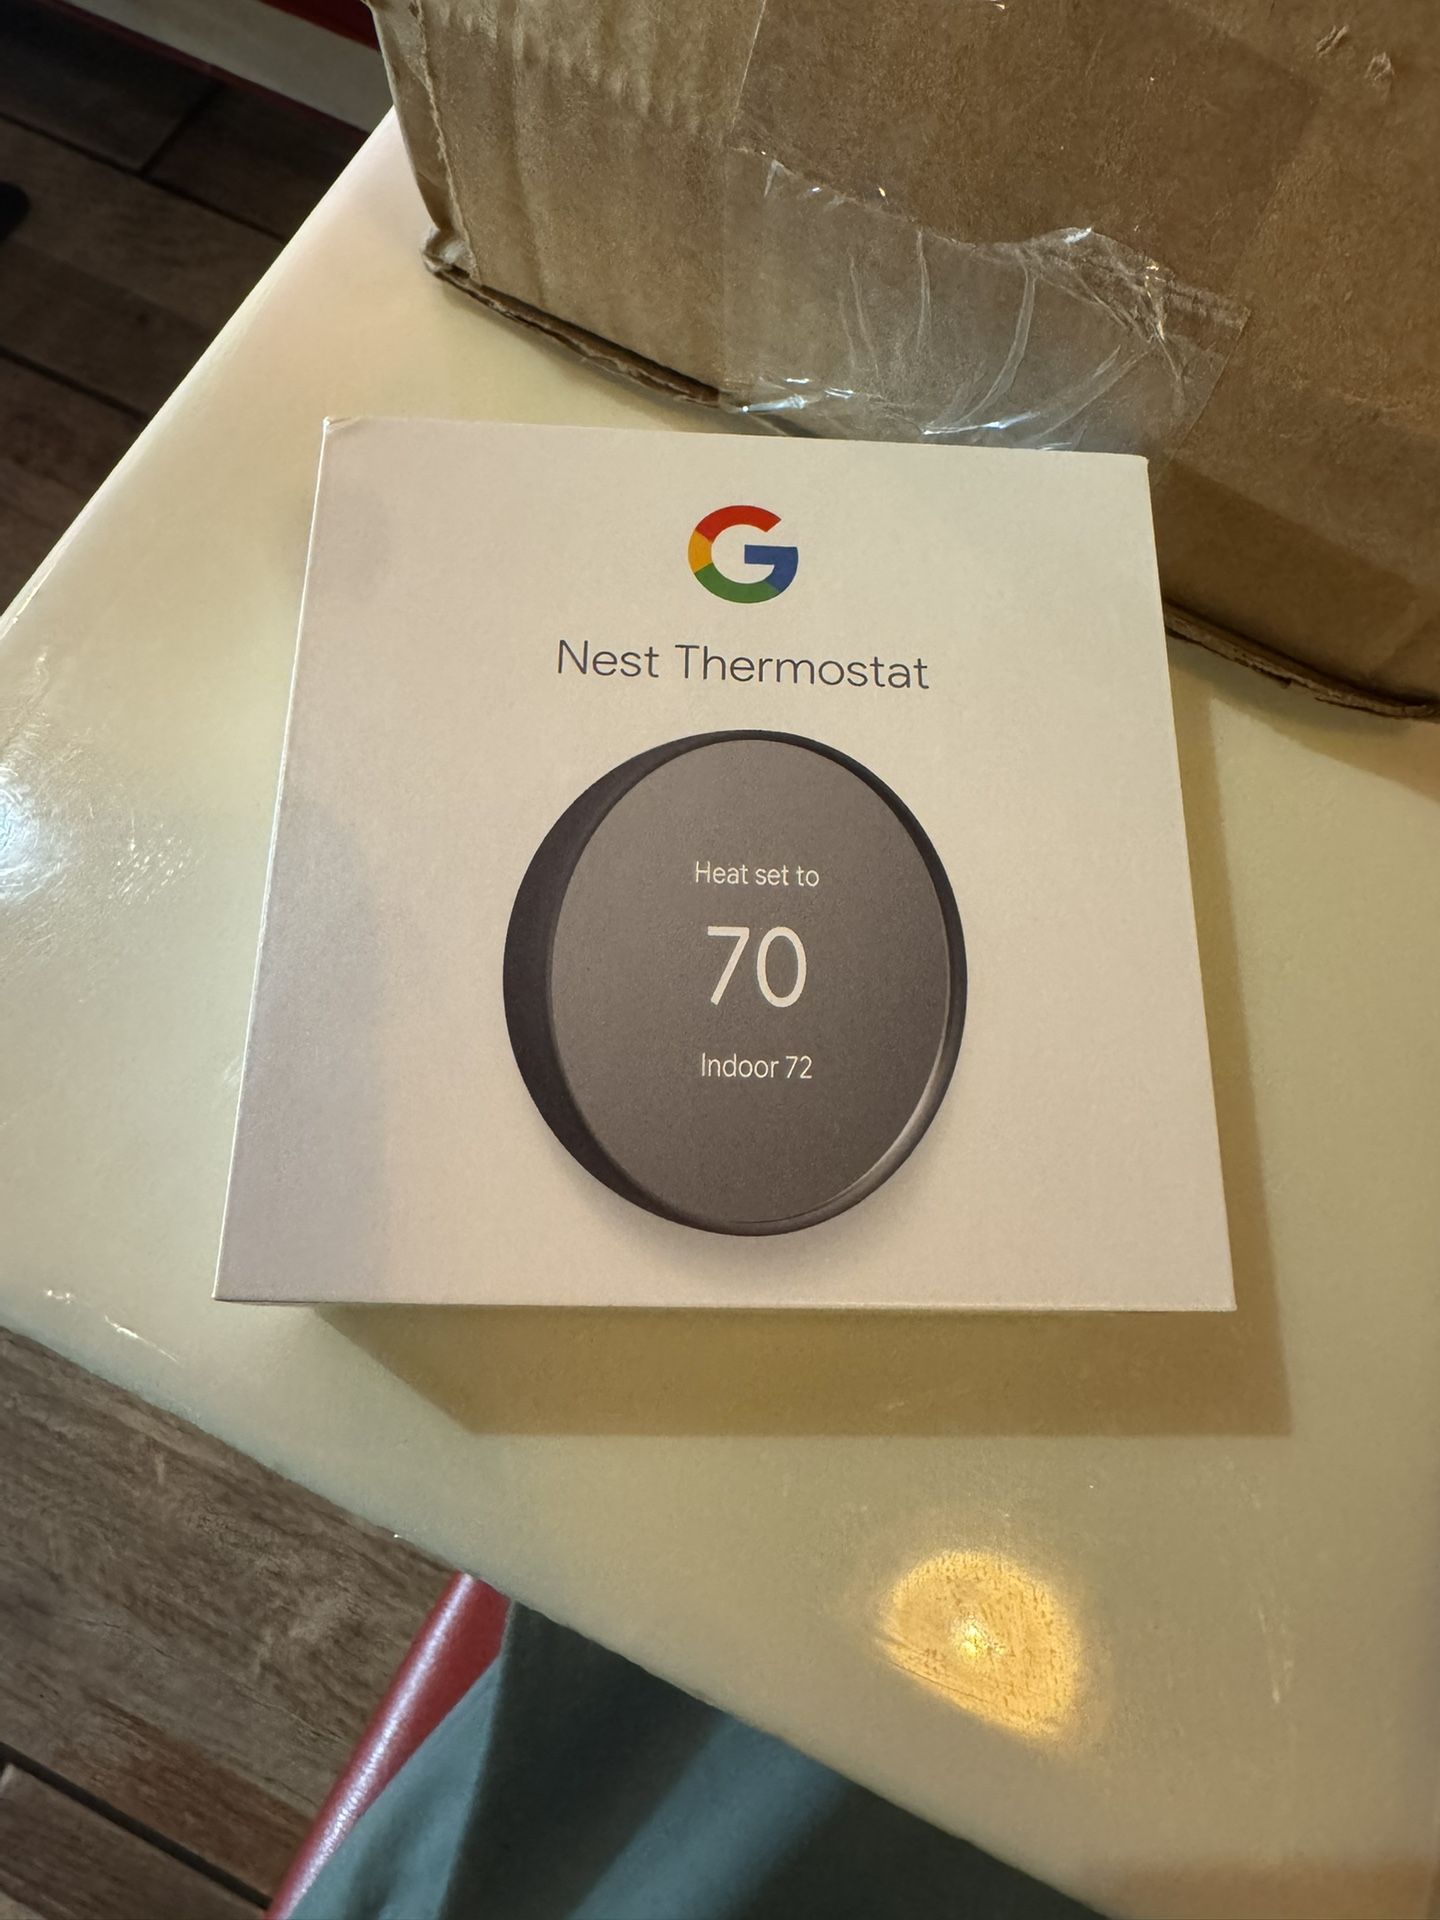 G
Nest Thermostat
Heat set to
70
Indoor 72